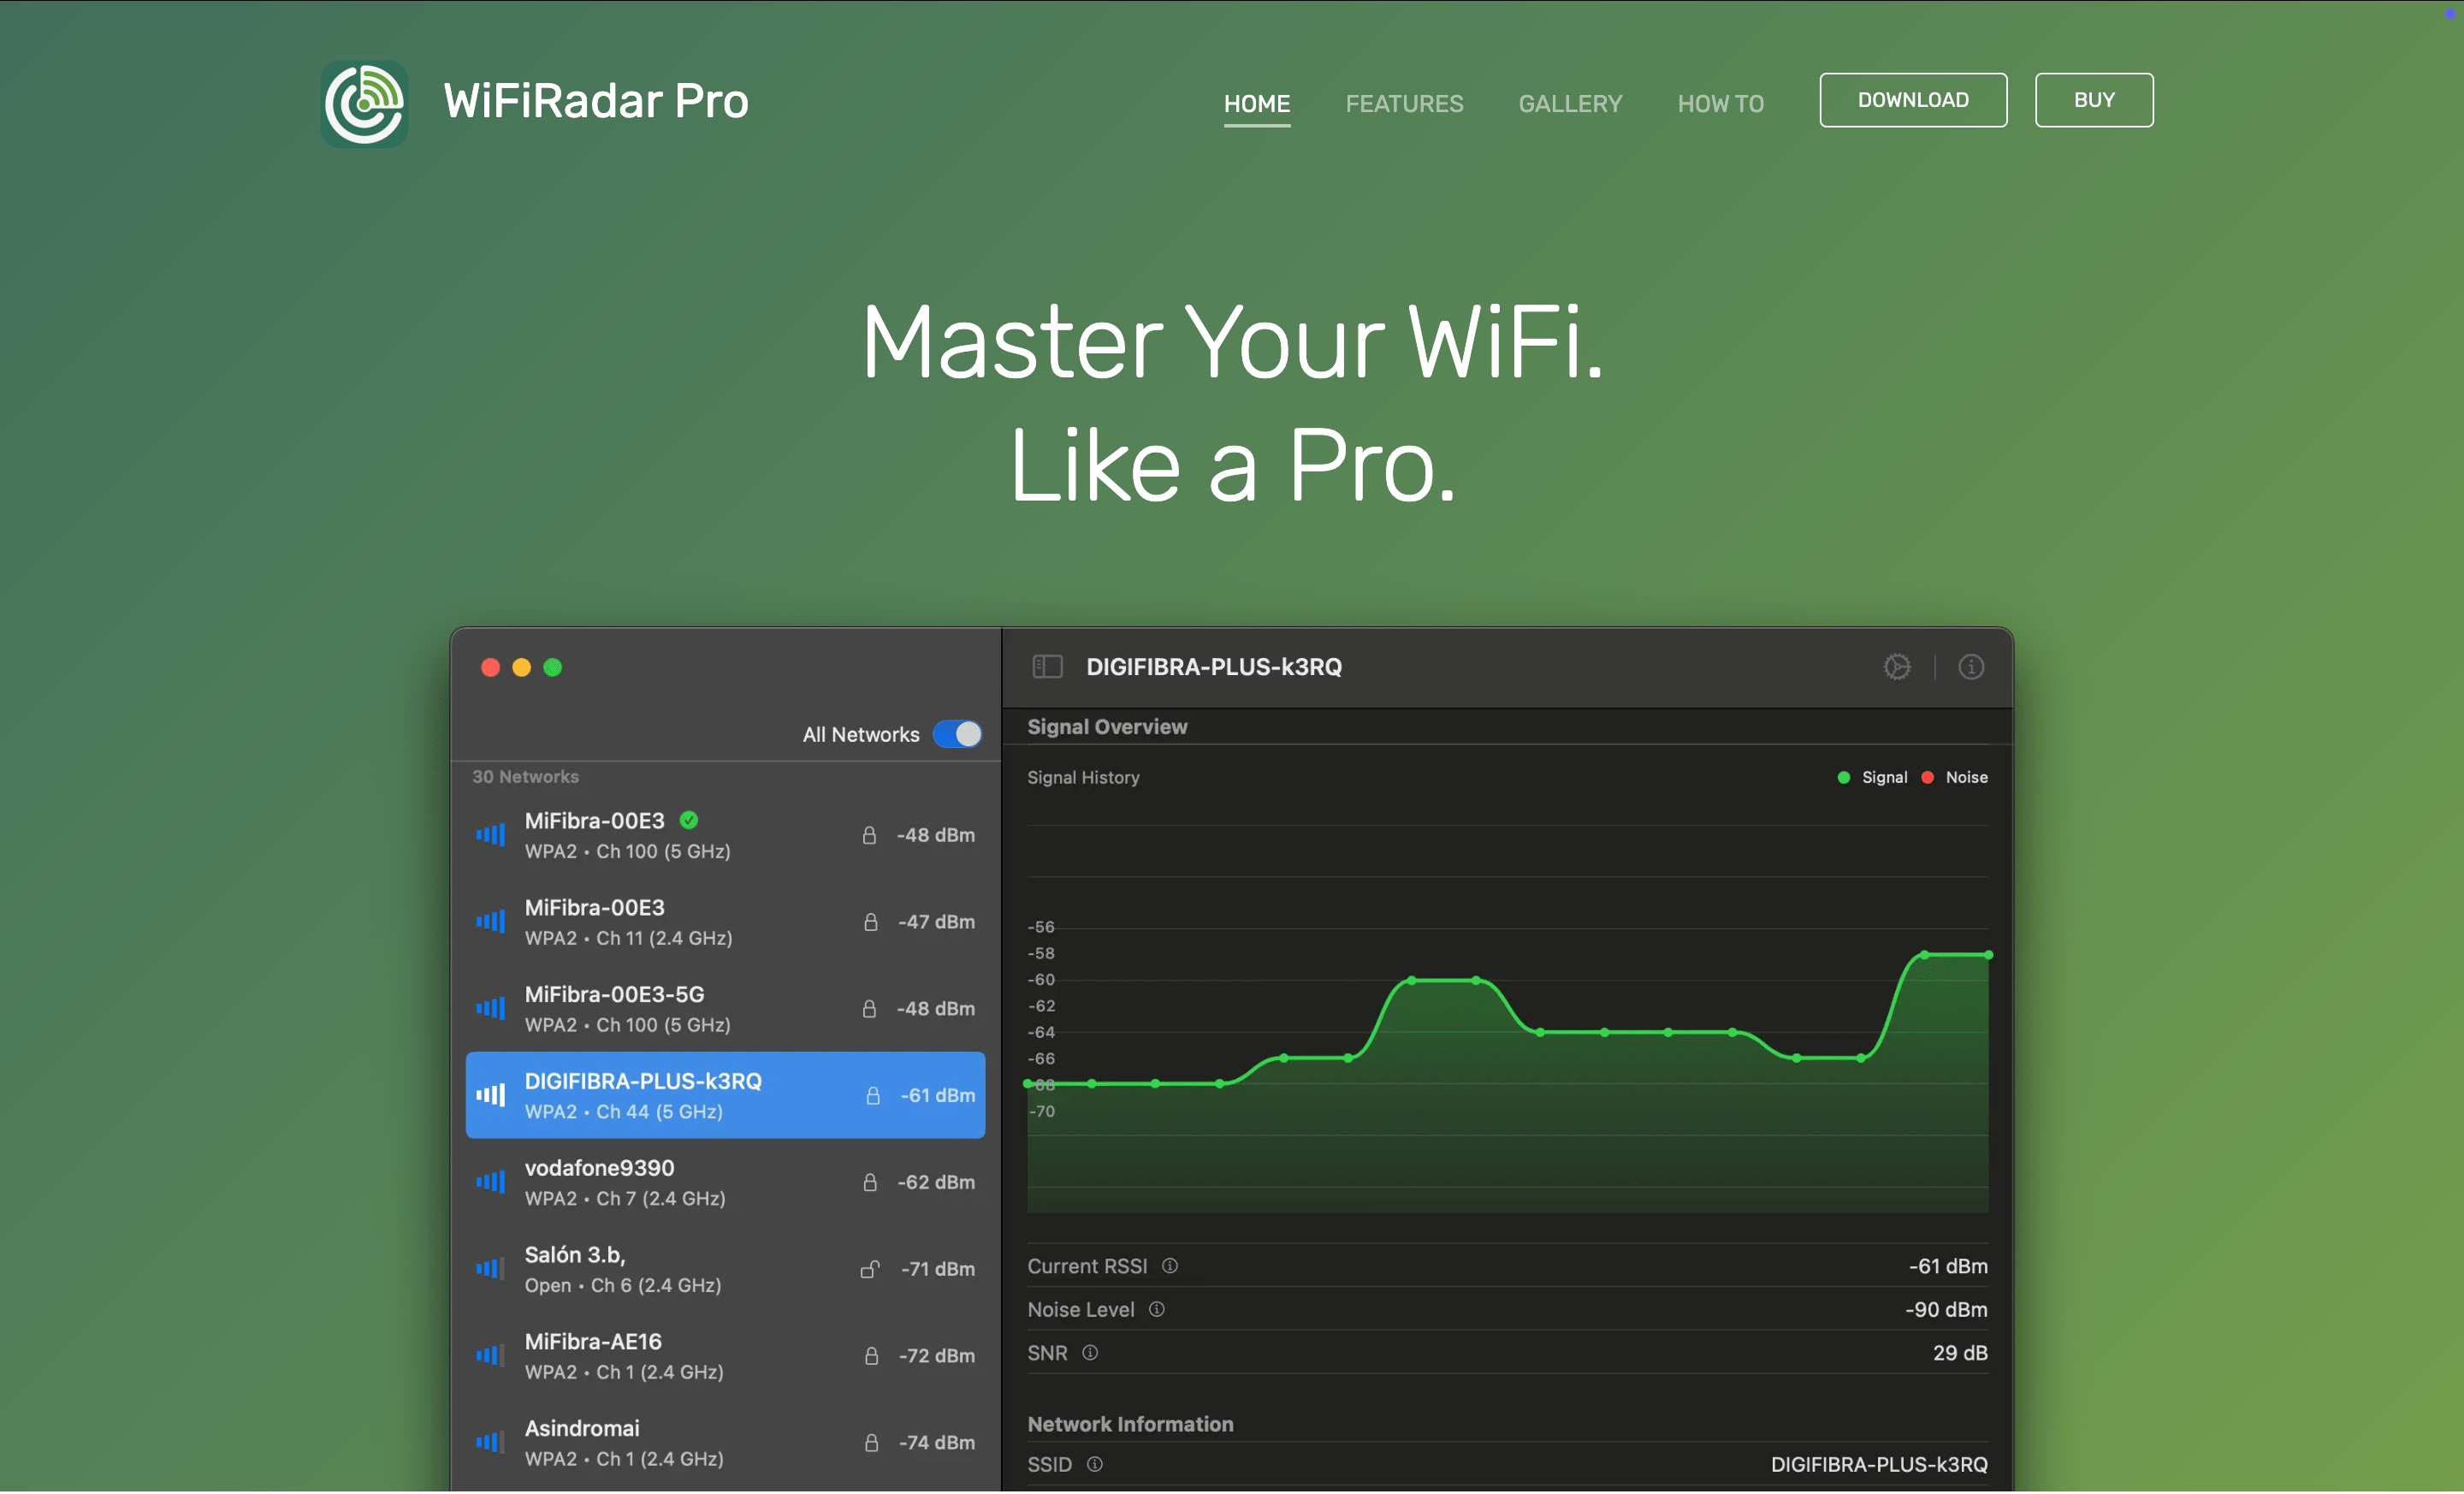 WiFiRadar Pro
HOME FEATURES GALLERY HOW TO DOWNLOAD BUY
Master Your WiFi.
Like a Pro.
All Networks
30 Networks
MiFibra-00E3
WPA2 • Ch 100 (5 GHz)
-48 dBm
MiFibra-00E3
WPA2 • Ch 11 (2.4 GHz)
-47 dBm
MiFibra-00E3-5G
WPA2 • Ch 100 (5 GHz)
-48 dBm
DIGIFIBRA-PLUS-k3RQ
WPA2 • Ch 44 (5 GHz)
-61 dBm
vodafone9390
WPA2 • Ch 7 (2.4 GHz)
-62 dBm
Salón 3.b,
Open • Ch 6 (2.4 GHz)
-71 dBm
MiFibra-AE16
WPA2 • Ch 1 (2.4 GHz)
-72 dBm
Asindromai
WPA2 • Ch 1 (2.4 GHz)
-74 dBm
DIGIFIBRA-PLUS-k3RQ
Signal Overview
Signal History
Signal Noise
-56
-58
-60
-62
-64
-66
-68
-70
Current RSSI -61 dBm
Noise Level -90 dBm
SNR 29 dB
Network Information
SSID DIGIFIBRA-PLUS-k3RQ